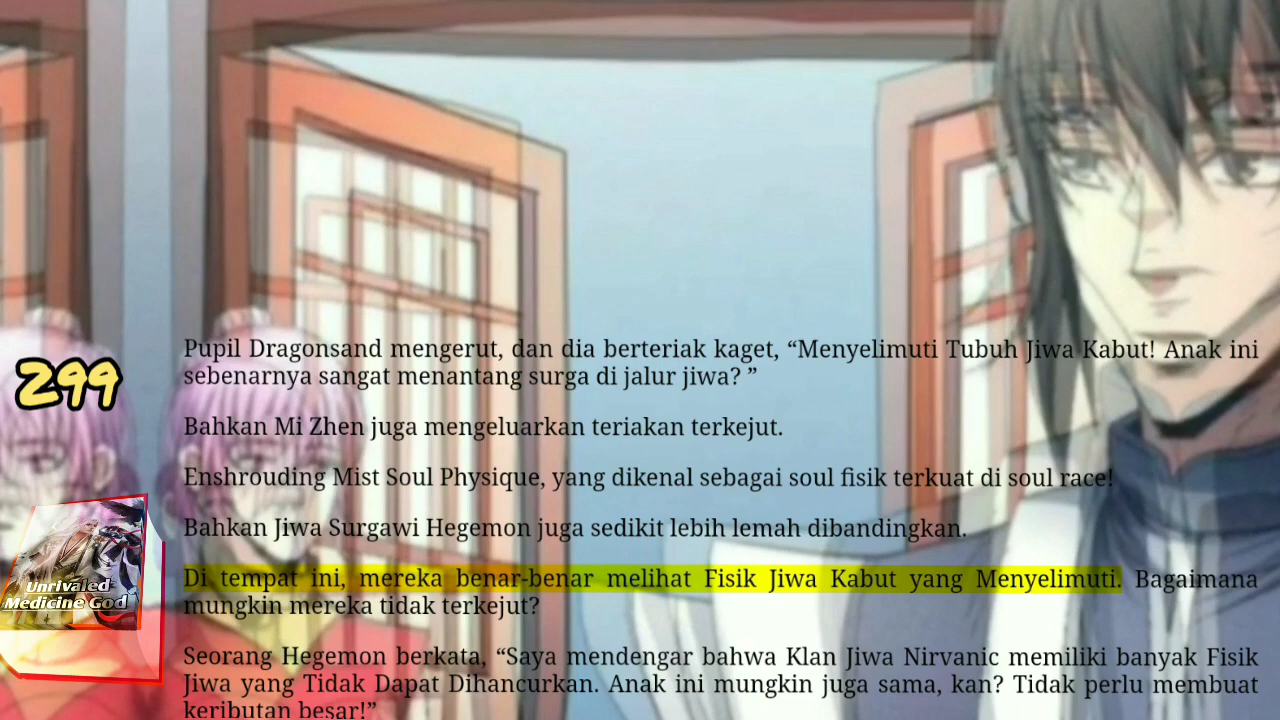 Pupil Dragonsand mengerut, dan dia berteriak kaget, “Menyelimuti Tubuh Jiwa Kabut! Anak ini
sebenarnya sangat menantang surga di jalur jiwa? ”
299
Bahkan Mi Zhen juga mengeluarkan teriakan terkejut.
Enshrouding Mist Soul Physique, yang dikenal sebagai soul fisik terkuat di soul race!
Bahkan Jiwa Surgawi Hegemon juga sedikit lebih lemah dibandingkan.
Di tempat ini, mereka benar-benar melihat Fisik Jiwa Kabut yang Menyelimuti. Bagaimana
mungkin mereka tidak terkejut?
Unrivaled
Medicine God
Seorang Hegemon berkata, “Saya mendengar bahwa Klan Jiwa Nirvanic memiliki banyak Fisik
Jiwa yang Tidak Dapat Dihancurkan. Anak ini mungkin juga sama, kan? Tidak perlu membuat
keributan besar!”